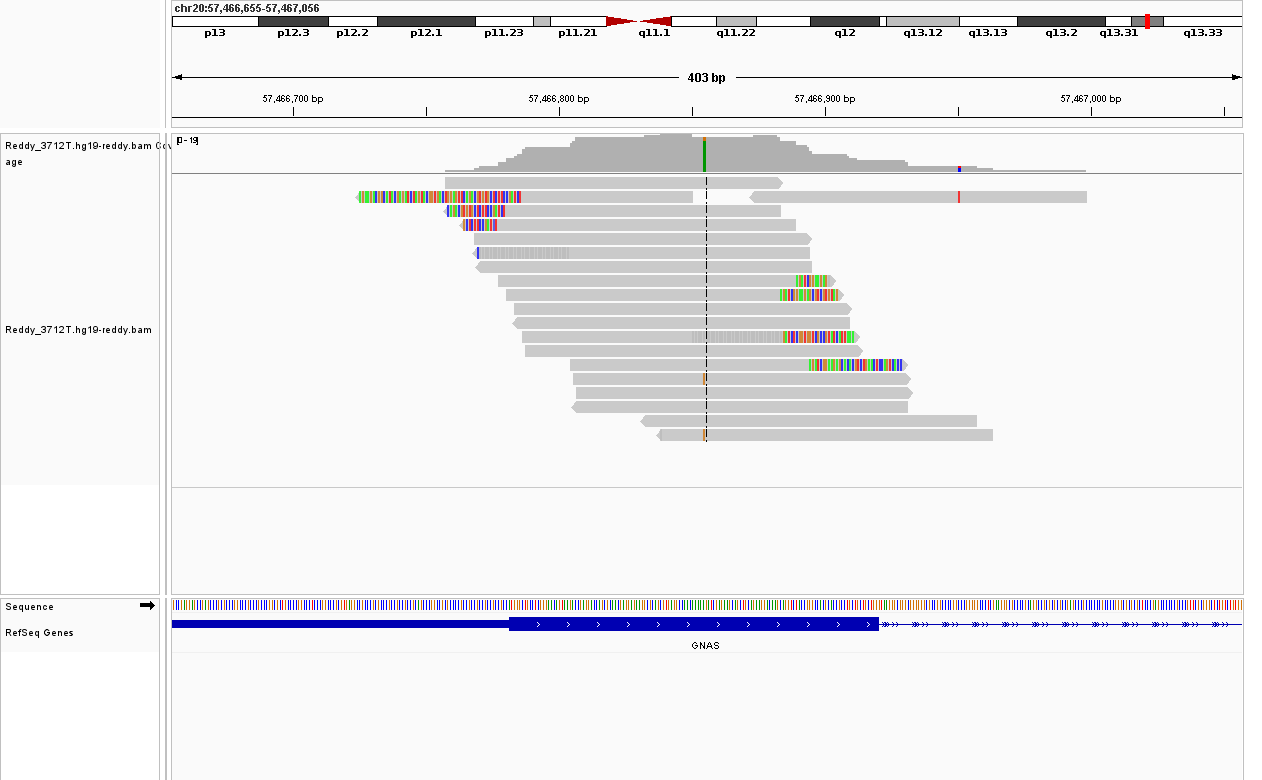 chr20:57,466,655-57,467,056
p13 p12.3 p12.2 p12.1 p11.23 p11.21 q11.1 q11.22 q12 q13.12 q13.13 q13.2 q13.31 q13.33
403 bp
57,466,700 bp 57,466,800 bp 57,466,900 bp 57,467,000 bp
[0 - 19]
Reddy_3712T.hg19-reddy.bam Cov
age
Reddy_3712T.hg19-reddy.bam
Sequence
RefSeq Genes
GNAS